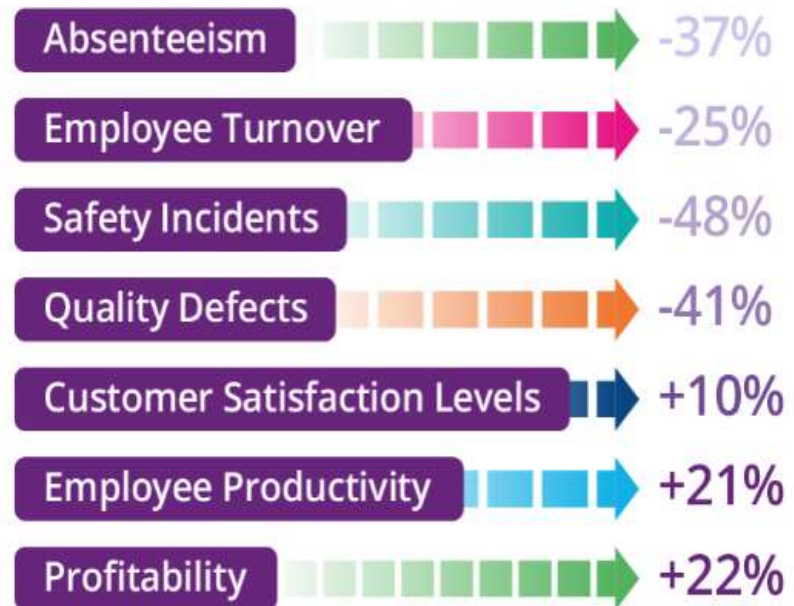 Absenteeism -37%
Employee Turnover -25%
Safety Incidents -48%
Quality Defects -41%
Customer Satisfaction Levels +10%
Employee Productivity +21%
Profitability +22%